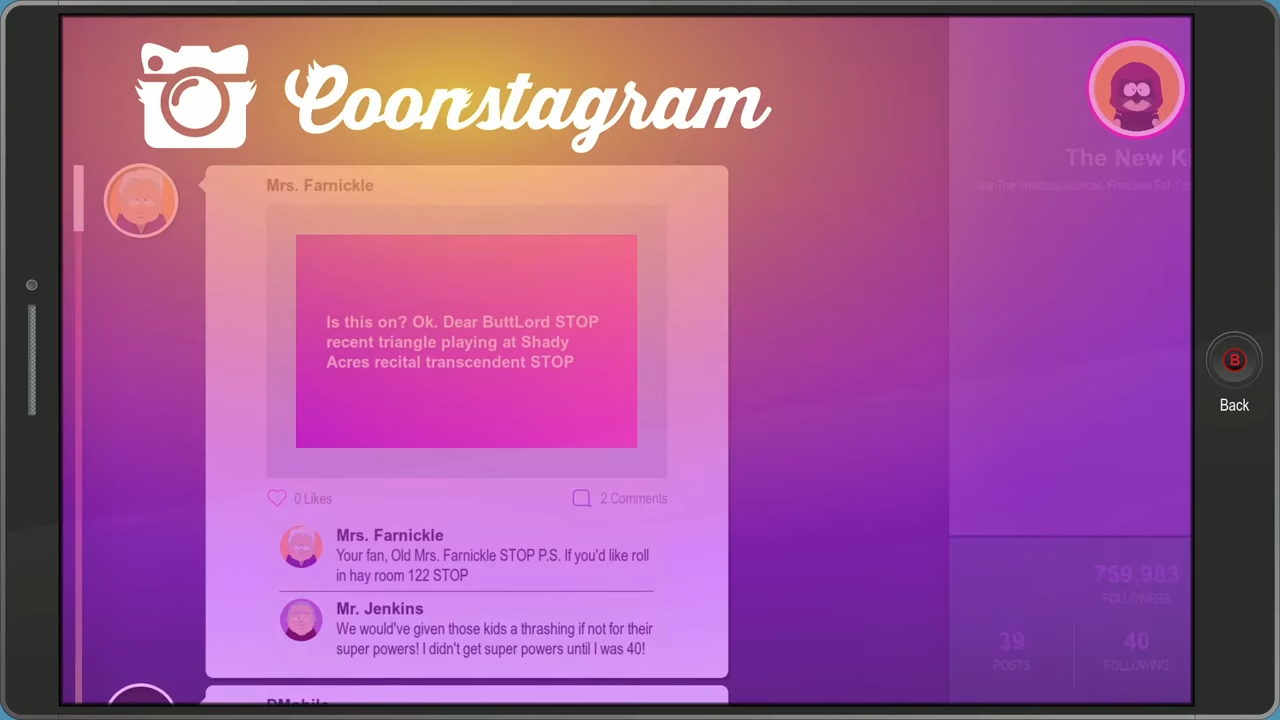 Coonstagram
The New K
Mrs. Farnickle
Is this on? Ok. Dear ButtLord STOP
recent triangle playing at Shady
Acres recital transcendent STOP
0 Likes
2 Comments
Mrs. Farnickle
Your fan, Old Mrs. Farnickle STOP P.S. If you'd like roll
in hay room 122 STOP
Mr. Jenkins
We would've given those kids a thrashing if not for their
super powers! I didn't get super powers until I was 40!
759,983
FOLLOWERS
39
POSTS
40
FOLLOWING
B
Back